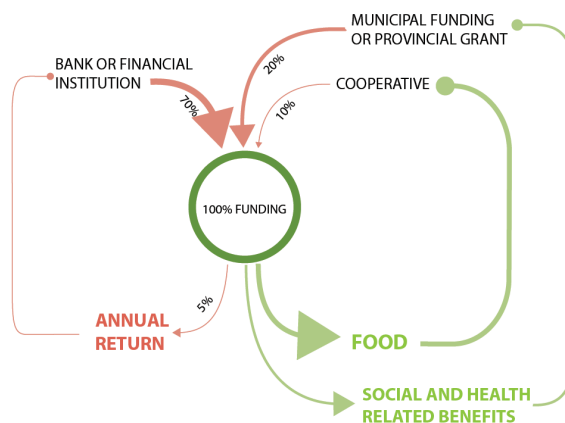 MUNICIPAL FUNDING
OR PROVINCIAL GRANT
BANK OR FINANCIAL
INSTITUTION
20%
COOPERATIVE
70%
10%
100% FUNDING
5%
ANNUAL
RETURN
FOOD
SOCIAL AND HEALTH
RELATED BENEFITS